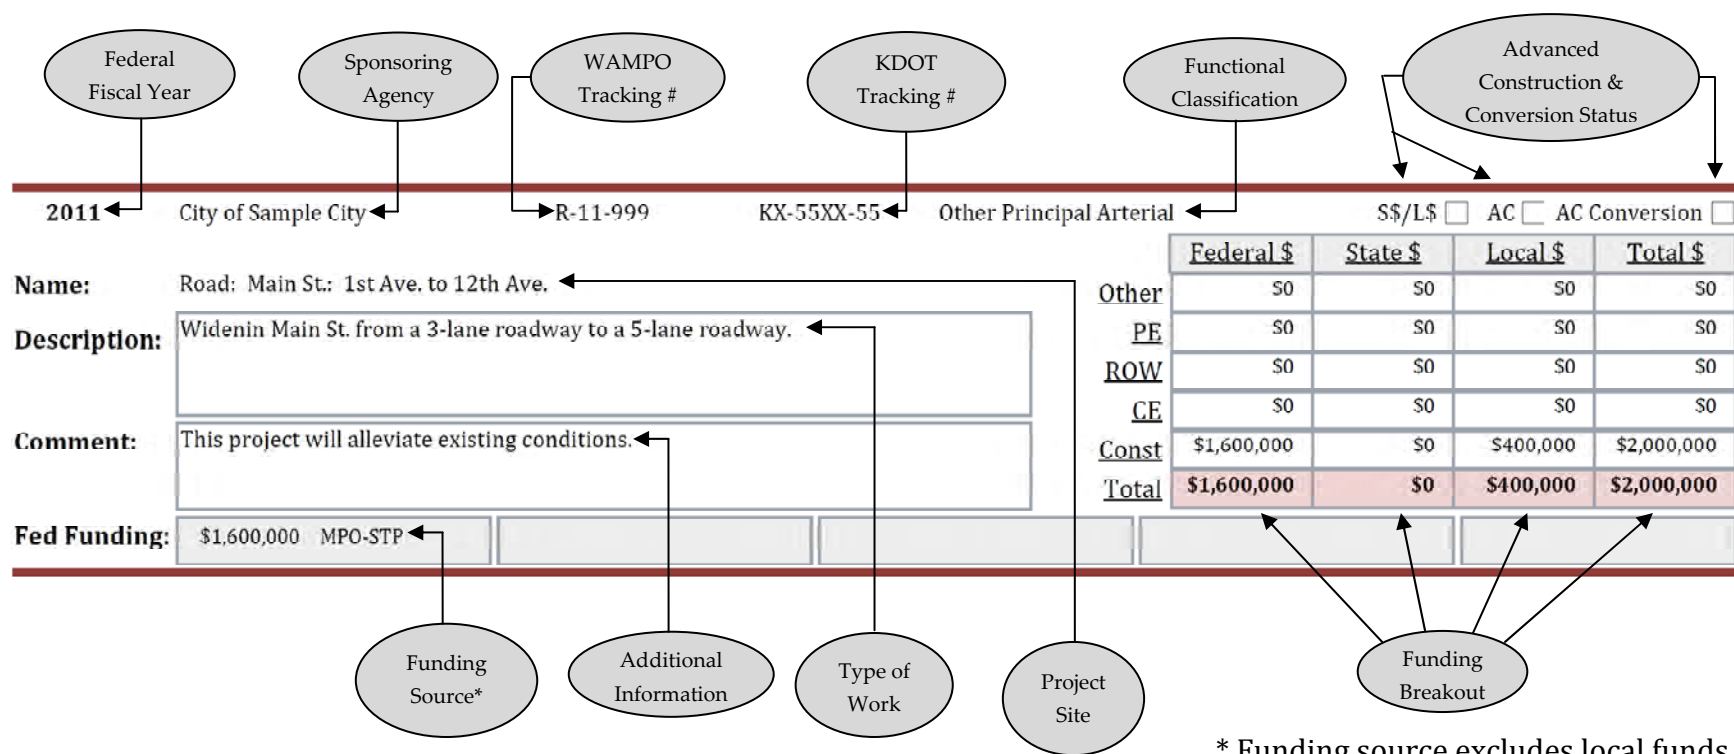 Federal
Fiscal Year
Sponsoring
Agency
WAMPO
Tracking #
KDOT
Tracking #
Functional
Classification
Advanced
Construction &
Conversion Status
2011 City of Sample City R-11-999 KX-55XX-55 Other Principal Arterial S$/L$ AC AC Conversion
Federal $ State $ Local $ Total $
Name: Road: Main St.: 1st Ave. to 12th Ave.
Other $0 $0 $0 $0
Description: Widenin Main St. from a 3-lane roadway to a 5-lane roadway.
PE $0 $0 $0 $0
ROW $0 $0 $0 $0
CE $0 $0 $0 $0
Comment: This project will alleviate existing conditions.
Const $1,600,000 $0 $400,000 $2,000,000
Total $1,600,000 $0 $400,000 $2,000,000
Fed Funding: $1,600,000 MPO-STP
Funding
Source*
Additional
Information
Type of
Work
Project
Site
Funding
Breakout
* Funding source excludes local funds